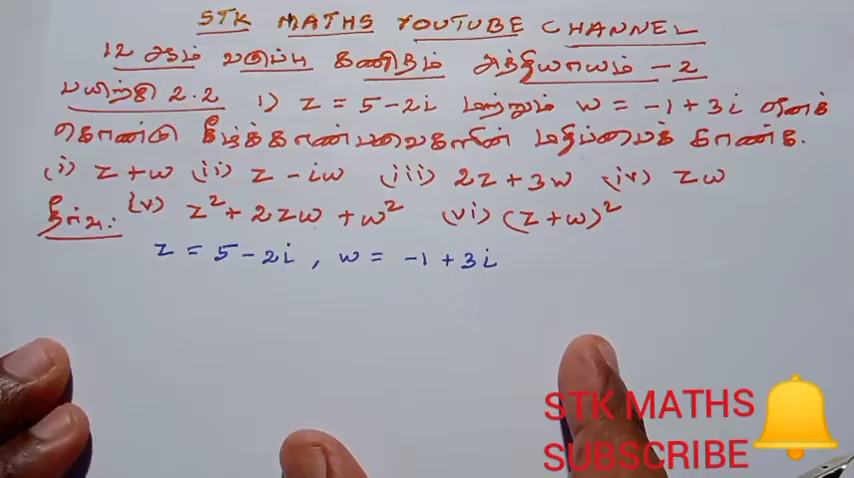 STK MATHS YOUTUBE CHANNEL
12 ஆம் வகுப்பு கணிதம் அத்தியாயம் - 2
பயிற்சி 2.2 1) z = 5 - 2i மற்றும் w = -1 + 3i எனக்
கொண்டு கீழ்க்காண்பவைகளின் மதிப்பைக் காண்க.
(i) z + w (ii) z - iw (iii) 2z + 3w (iv) zw
தீர்வு: (v) z² + 2zw + w² (vi) (z + w)²
z = 5 - 2i , w = -1 + 3i
STK MATHS
SUBSCRIBE